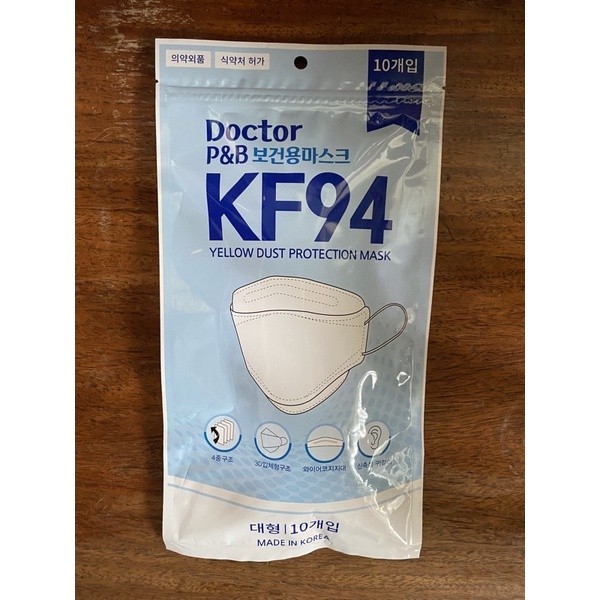 의약외품 식약처 허가
10개입
Doctor
P&B 보건용마스크
KF94
YELLOW DUST PROTECTION MASK
4중구조
3D입체형구조
와이어코지지대
대형 | 10개입
MADE IN KOREA